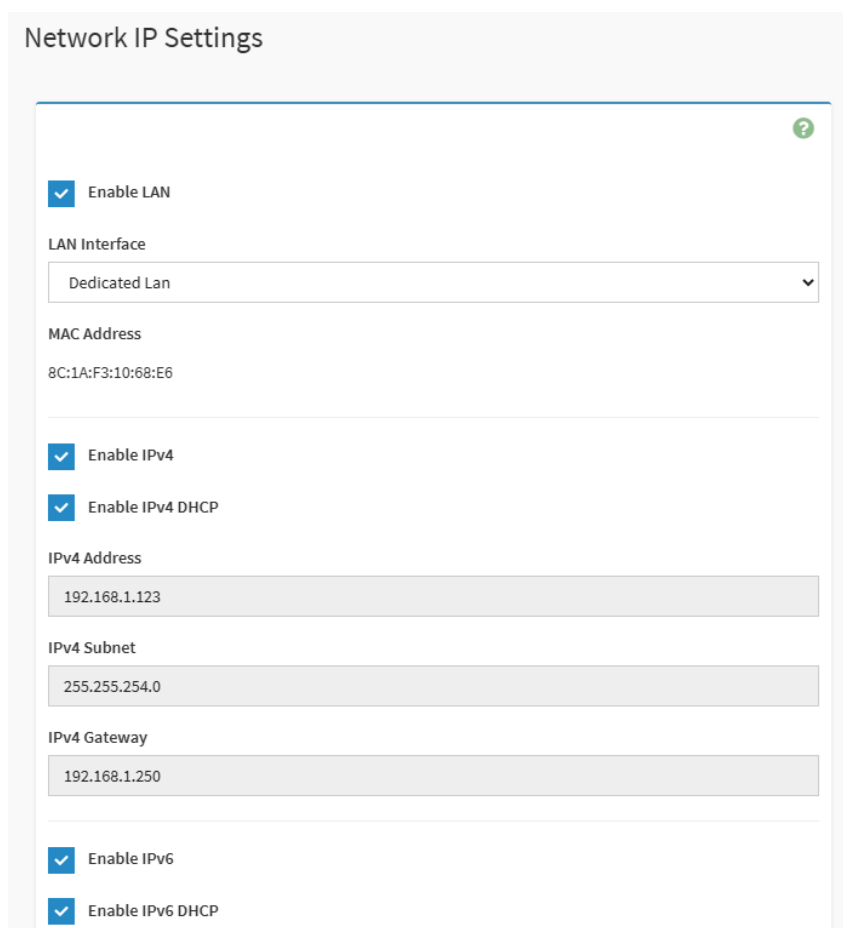 Network IP Settings
?
Enable LAN
LAN Interface
Dedicated Lan
MAC Address
8C:1A:F3:10:68:E6
Enable IPv4
Enable IPv4 DHCP
IPv4 Address
192.168.1.123
IPv4 Subnet
255.255.254.0
IPv4 Gateway
192.168.1.250
Enable IPv6
Enable IPv6 DHCP